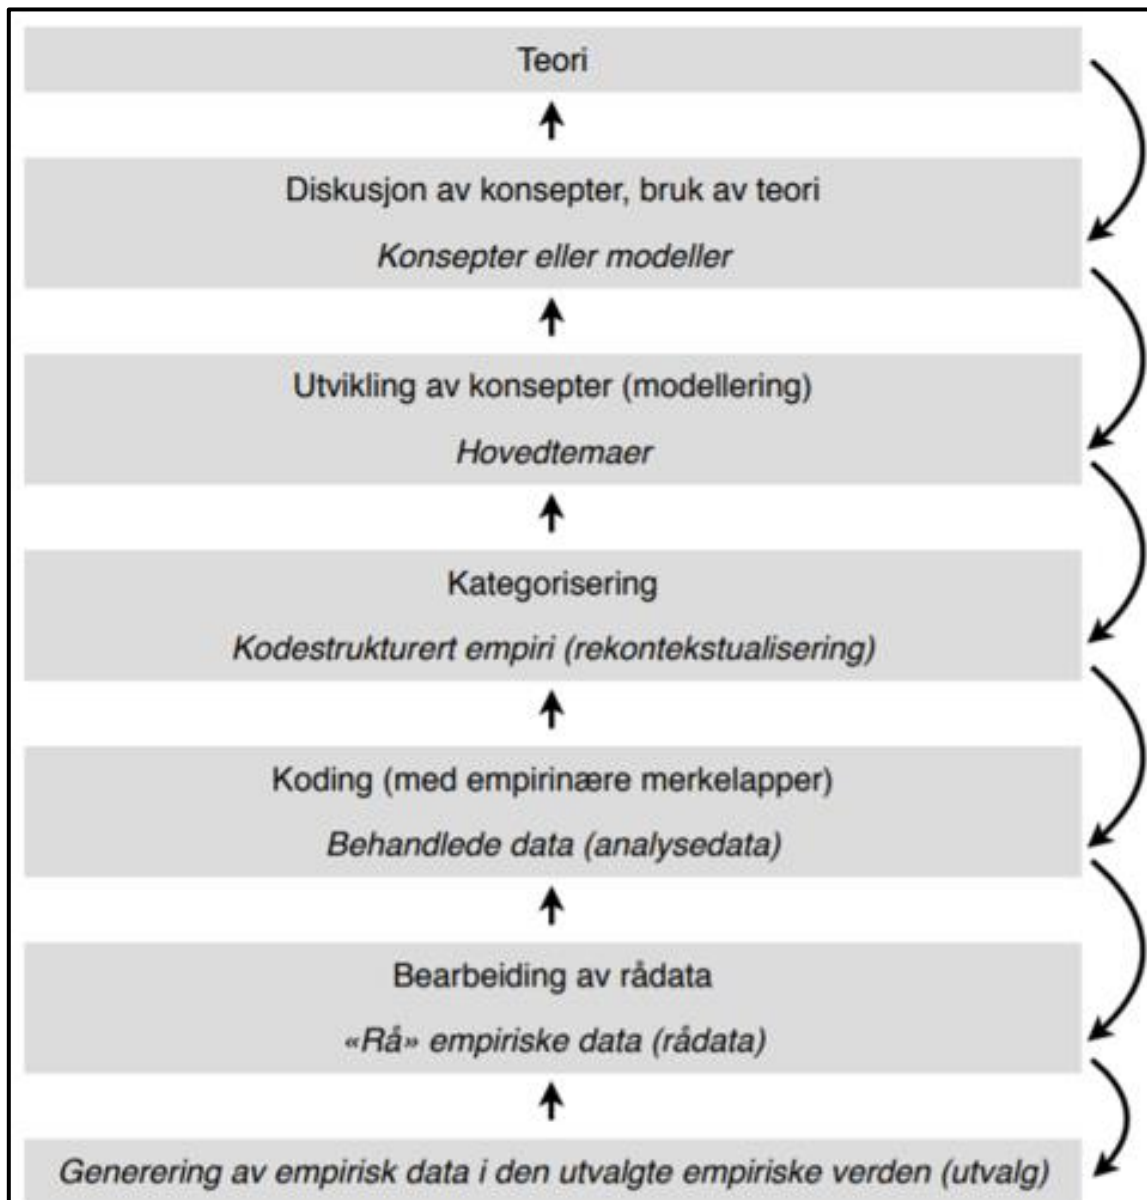 Teori
Diskusjon av konsepter, bruk av teori
Konsepter eller modeller
Utvikling av konsepter (modellering)
Hovedtemaer
Kategorisering
Kodestrukturert empiri (rekontekstualisering)
Koding (med empirinære merkelapper)
Behandlede data (analysedata)
Bearbeiding av rådata
«Rå» empiriske data (rådata)
Generering av empirisk data i den utvalgte empiriske verden (utvalg)